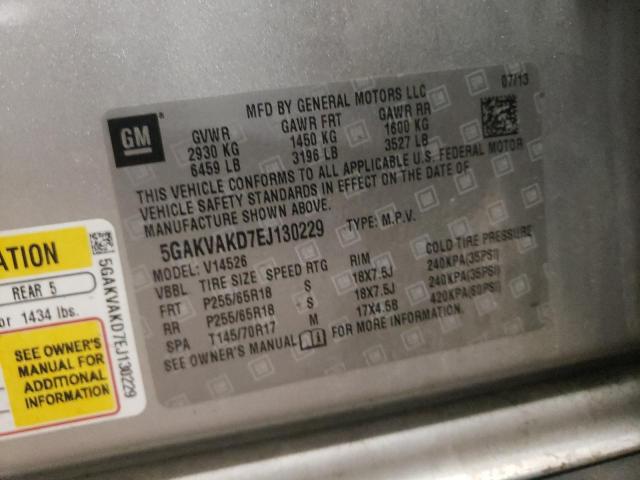 07/13
MFD BY GENERAL MOTORS LLC
GM
GVWR GAWR FRT GAWR RR
2930 KG 1450 KG 1600 KG
6459 LB 3196 LB 3527 LB
THIS VEHICLE CONFORMS TO ALL APPLICABLE U.S. FEDERAL MOTOR
VEHICLE SAFETY STANDARDS IN EFFECT ON THE DATE OF
MANUFACTURE SHOWN ABOVE.
5GAKVAKD7EJ130229 TYPE: M.P.V.
MODEL: V14526
VBBL TIRE SIZE SPEED RTG RIM COLD TIRE PRESSURE
FRT P255/65R18 S 18X7.5J 240KPA(35PSI)
RR P255/65R18 S 18X7.5J 240KPA(35PSI)
SPA T145/70R17 M 17X4.5B 420KPA(60PSI)
SEE OWNER'S MANUAL
ATION
REAR 5
or 1434 lbs.
SEE OWNER'S
MANUAL FOR
ADDITIONAL
INFORMATION
5GAKVAKD7EJ130229